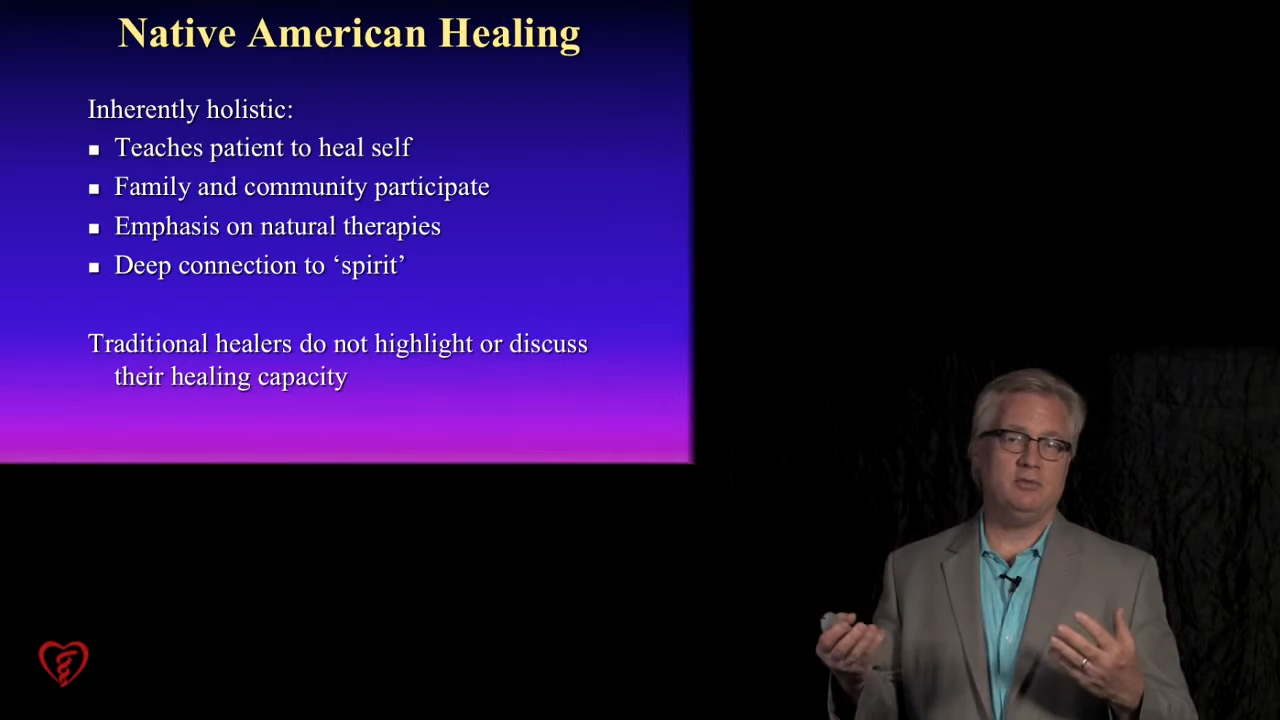 Native American Healing
Inherently holistic:
▪ Teaches patient to heal self
▪ Family and community participate
▪ Emphasis on natural therapies
▪ Deep connection to ‘spirit’
Traditional healers do not highlight or discuss
their healing capacity